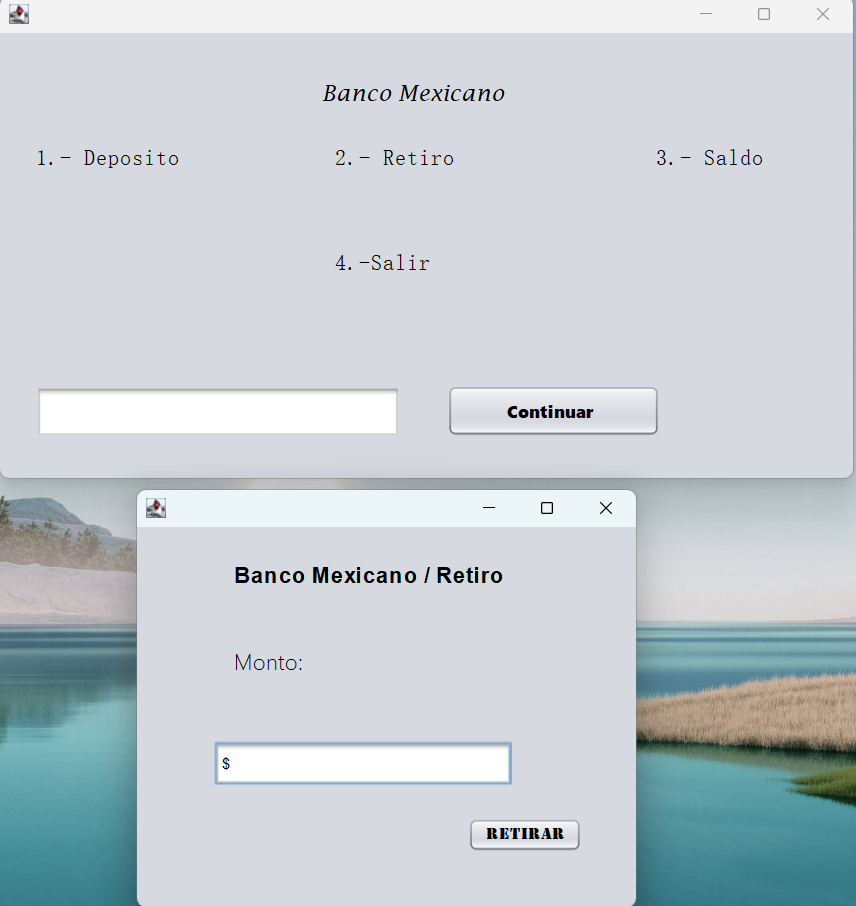 Banco Mexicano
1.- Deposito 2.- Retiro 3.- Saldo
4.-Salir
Continuar
Banco Mexicano / Retiro
Monto:
$
RETIRAR